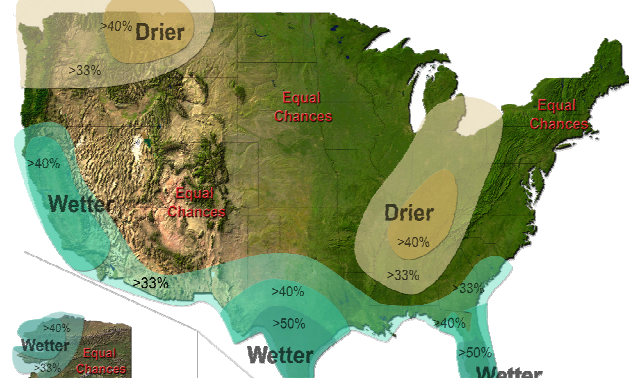 >40%
Drier
>33%
Equal
Chances
Equal
Chances
>40%
Wetter
Equal
Chances
Drier
>40%
>33%
>33%
>40%
>50%
Wetter
>33%
>40%
>50%
Wetter
>40%
Wetter
>33%
Equal
Chances